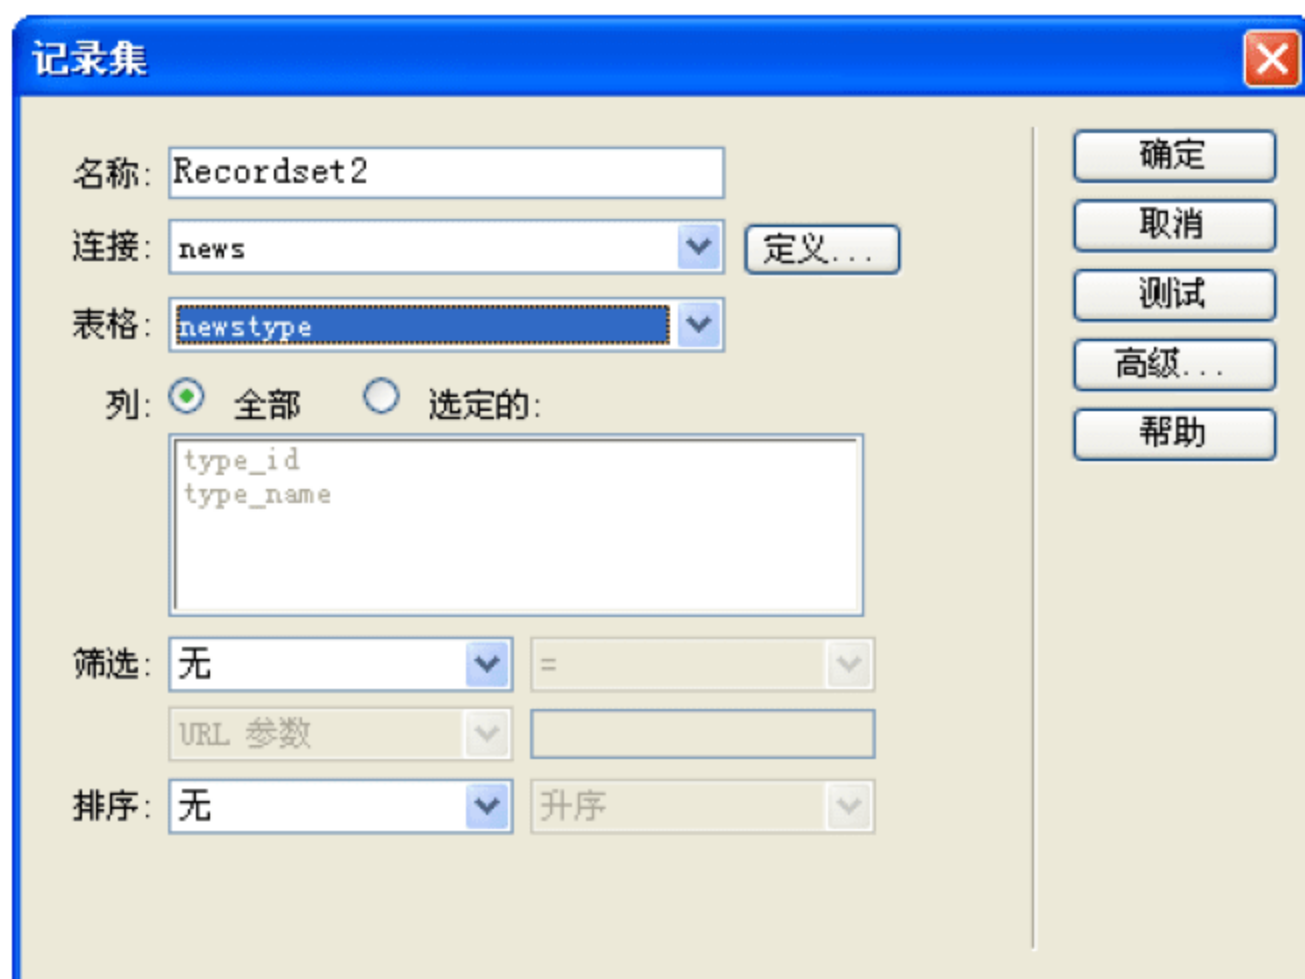 记录集
名称: Recordset2
连接: news 定义...
表格: newstype
列: 全部 选定的:
type_id
type_name
筛选: 无 =
URL 参数
排序: 无 升序
确定
取消
测试
高级...
帮助